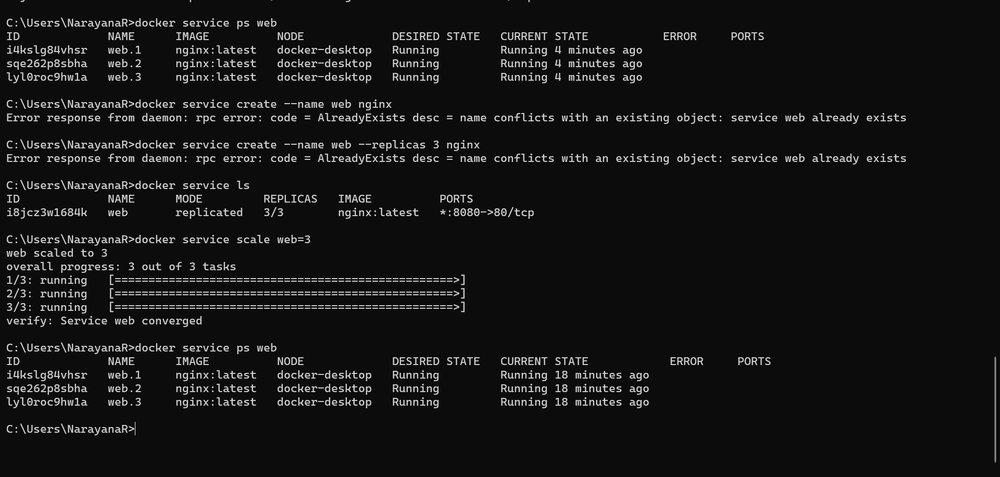 C:\Users\NarayanaR>docker service ps web
ID             NAME      IMAGE          NODE             DESIRED STATE   CURRENT STATE           ERROR     PORTS
i4kslg84vhsr   web.1     nginx:latest   docker-desktop   Running         Running 4 minutes ago
sqe262p8sbha   web.2     nginx:latest   docker-desktop   Running         Running 4 minutes ago
lyl0roc9hw1a   web.3     nginx:latest   docker-desktop   Running         Running 4 minutes ago
C:\Users\NarayanaR>docker service create --name web nginx
Error response from daemon: rpc error: code = AlreadyExists desc = name conflicts with an existing object: service web already exists
C:\Users\NarayanaR>docker service create --name web --replicas 3 nginx
Error response from daemon: rpc error: code = AlreadyExists desc = name conflicts with an existing object: service web already exists
C:\Users\NarayanaR>docker service ls
ID             NAME      MODE         REPLICAS   IMAGE          PORTS
i8jcz3w1684k   web       replicated   3/3        nginx:latest   *:8080->80/tcp
C:\Users\NarayanaR>docker service scale web=3
web scaled to 3
overall progress: 3 out of 3 tasks
1/3: running   [==================================================>]
2/3: running   [==================================================>]
3/3: running   [==================================================>]
verify: Service web converged
C:\Users\NarayanaR>docker service ps web
ID             NAME      IMAGE          NODE             DESIRED STATE   CURRENT STATE            ERROR     PORTS
i4kslg84vhsr   web.1     nginx:latest   docker-desktop   Running         Running 18 minutes ago
sqe262p8sbha   web.2     nginx:latest   docker-desktop   Running         Running 18 minutes ago
lyl0roc9hw1a   web.3     nginx:latest   docker-desktop   Running         Running 18 minutes ago
C:\Users\NarayanaR>